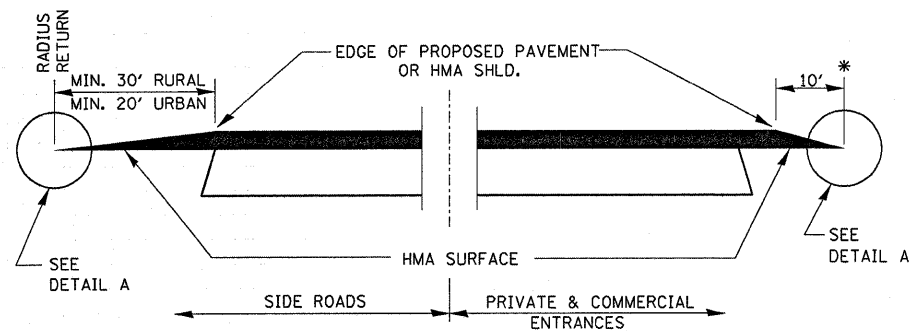 RADIUS
RETURN
MIN. 30' RURAL
MIN. 20' URBAN
EDGE OF PROPOSED PAVEMENT
OR HMA SHLD.
10'
*
SEE
DETAIL A
HMA SURFACE
SEE
DETAIL A
SIDE ROADS
PRIVATE & COMMERCIAL
ENTRANCES